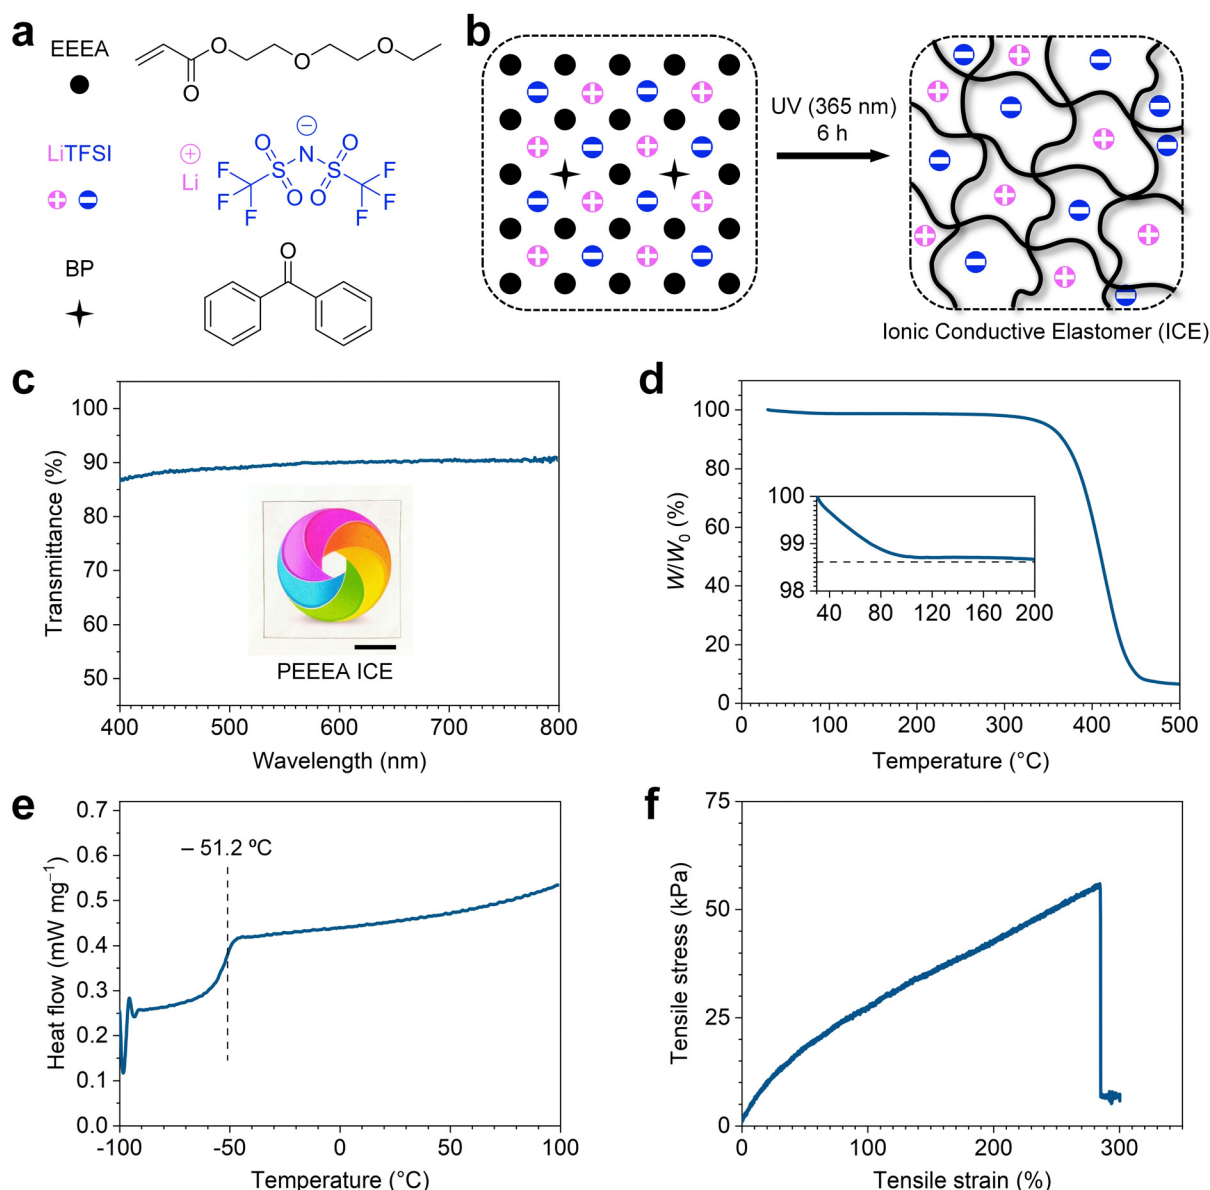 a
EEEA
O
O
O
O
LiTFSI
⊕
Li
⊖
O
O
N
S
S
O
O
F
F
F
F
F
F
BP
O
b
UV (365 nm)
6 h
Ionic Conductive Elastomer (ICE)
c
Transmittance (%)
100
90
80
70
60
50
PEEEA ICE
400
500
600
700
800
Wavelength (nm)
d
W/W₀ (%)
100
80
60
40
20
0
100
99
98
40
80
120
160
200
0
100
200
300
400
500
Temperature (°C)
e
Heat flow (mW mg⁻¹)
0.7
0.6
0.5
0.4
0.3
0.2
0.1
0.0
– 51.2 ºC
-100
-50
0
50
100
Temperature (°C)
f
Tensile stress (kPa)
75
50
25
0
0
100
200
300
Tensile strain (%)